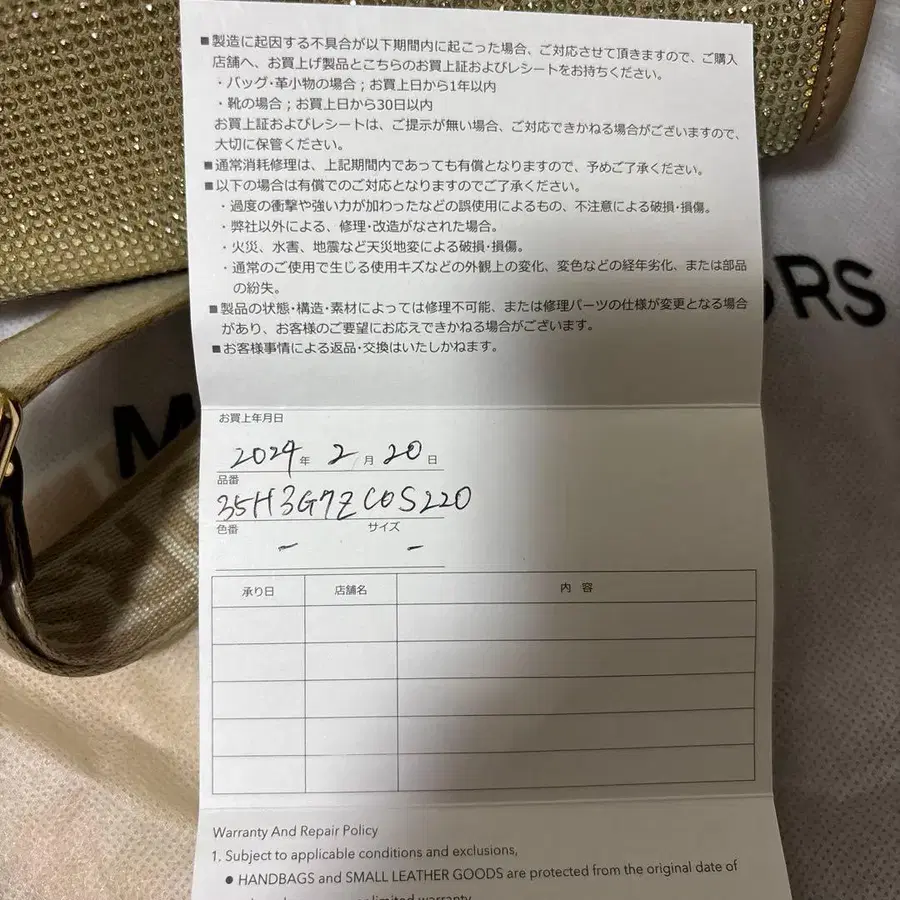 ■製造に起因する不具合が以下期間内に起こった場合、ご対応させて頂きますので、ご購入
店舗へ、お買上げ製品とこちらのお買上証およびレシートをお持ちください。
・バッグ・革小物の場合；お買上日から1年以内
・靴の場合；お買上日から30日以内
お買上証およびレシートは、ご提示が無い場合、ご対応できかねる場合がございますので、
大切に保管ください。
■通常消耗修理は、上記期間内であっても有償となりますので、予めご了承ください。
■以下の場合は有償でのご対応となりますのでご了承ください。
・過度の衝撃や強い力が加わったなどの誤使用によるもの、不注意による破損・損傷。
・弊社以外による、修理・改造がなされた場合。
・火災、水害、地震など天災地変による破損・損傷。
・通常のご使用で生じる使用キズなどの外観上の変化、変色などの経年劣化、または部品
の紛失。
■製品の状態・構造・素材によっては修理不可能、または修理パーツの仕様が変更となる場合
があり、お客様のご要望にお応えできかねる場合がございます。
■お客様事情による返品・交換はいたしかねます。
ORS
M
お買上年月日
2024年 2月 20日
品番
35H3G7ZC0S220
色番 サイズ
- -
承り日 店舗名 内 容
Warranty And Repair Policy
1. Subject to applicable conditions and exclusions,
● HANDBAGS and SMALL LEATHER GOODS are protected from the original date of
limited warranty